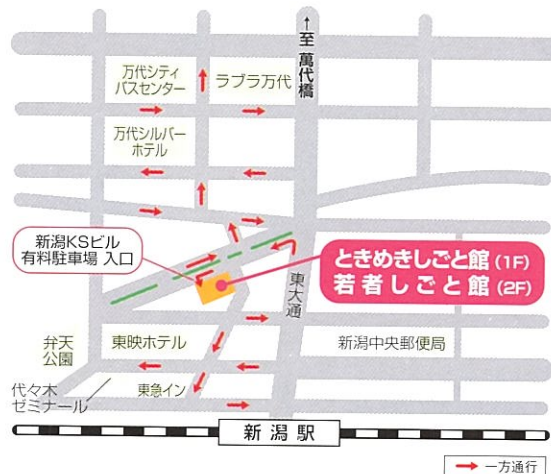 ↑至 萬代橋
万代シティ
バスセンター
ラブラ万代
万代シルバー
ホテル
新潟KSビル
有料駐車場 入口
ときめきしごと館 (1F)
若者しごと館 (2F)
東大通
弁天
公園
東映ホテル
新潟中央郵便局
代々木
ゼミナール
東急イン
新潟駅
→ 一方通行